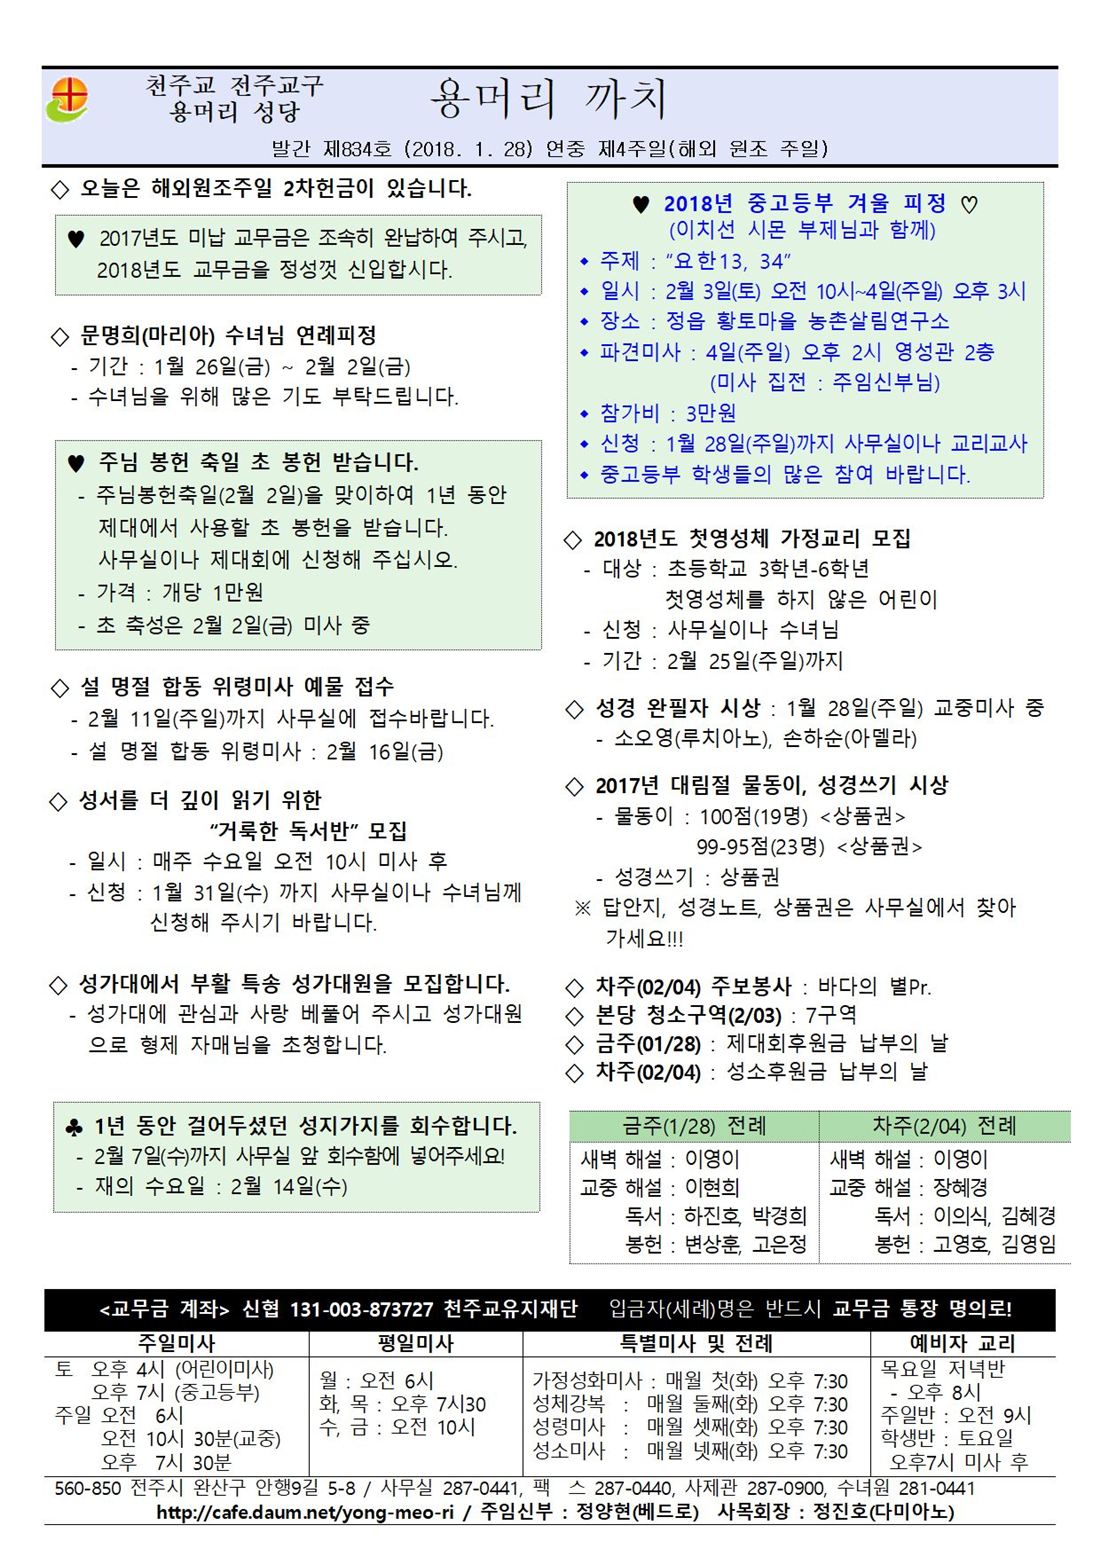 천주교 전주교구
용머리 성당
용머리 까치
발간 제834호 (2018. 1. 28) 연중 제4주일(해외 원조 주일)
◇ 오늘은 해외원조주일 2차헌금이 있습니다.
♥ 2017년도 미납 교무금은 조속히 완납하여 주시고,
2018년도 교무금을 정성껏 신입합시다.
◇ 문명희(마리아) 수녀님 연례피정
- 기간 : 1월 26일(금) ~ 2월 2일(금)
- 수녀님을 위해 많은 기도 부탁드립니다.
♥ 주님 봉헌 축일 초 봉헌 받습니다.
- 주님봉헌축일(2월 2일)을 맞이하여 1년 동안
제대에서 사용할 초 봉헌을 받습니다.
사무실이나 제대회에 신청해 주십시오.
- 가격 : 개당 1만원
- 초 축성은 2월 2일(금) 미사 중
◇ 설 명절 합동 위령미사 예물 접수
- 2월 11일(주일)까지 사무실에 접수바랍니다.
- 설 명절 합동 위령미사 : 2월 16일(금)
◇ 성서를 더 깊이 읽기 위한
“거룩한 독서반” 모집
- 일시 : 매주 수요일 오전 10시 미사 후
- 신청 : 1월 31일(수) 까지 사무실이나 수녀님께
신청해 주시기 바랍니다.
◇ 성가대에서 부활 특송 성가대원을 모집합니다.
- 성가대에 관심과 사랑 베풀어 주시고 성가대원
으로 형제 자매님을 초청합니다.
♣ 1년 동안 걸어두셨던 성지가지를 회수합니다.
- 2월 7일(수)까지 사무실 앞 회수함에 넣어주세요!
- 재의 수요일 : 2월 14일(수)
♥ 2018년 중고등부 겨울 피정 ♡
(이치선 시몬 부제님과 함께)
◆ 주제 : “요한13, 34”
◆ 일시 : 2월 3일(토) 오전 10시~4일(주일) 오후 3시
◆ 장소 : 정읍 황토마을 농촌살림연구소
◆ 파견미사 : 4일(주일) 오후 2시 영성관 2층
(미사 집전 : 주임신부님)
◆ 참가비 : 3만원
◆ 신청 : 1월 28일(주일)까지 사무실이나 교리교사
◆ 중고등부 학생들의 많은 참여 바랍니다.
◇ 2018년도 첫영성체 가정교리 모집
- 대상 : 초등학교 3학년-6학년
첫영성체를 하지 않은 어린이
- 신청 : 사무실이나 수녀님
- 기간 : 2월 25일(주일)까지
◇ 성경 완필자 시상 : 1월 28일(주일) 교중미사 중
- 소오영(루치아노), 손하순(아델라)
◇ 2017년 대림절 물동이, 성경쓰기 시상
- 물동이 : 100점(19명) <상품권>
99-95점(23명) <상품권>
- 성경쓰기 : 상품권
※ 답안지, 성경노트, 상품권은 사무실에서 찾아
가세요!!!
◇ 차주(02/04) 주보봉사 : 바다의 별Pr.
◇ 본당 청소구역(2/03) : 7구역
◇ 금주(01/28) : 제대회후원금 납부의 날
◇ 차주(02/04) : 성소후원금 납부의 날
금주(1/28) 전례 차주(2/04) 전례
새벽 해설 : 이영이 새벽 해설 : 이영이
교중 해설 : 이현희 교중 해설 : 장혜경
독서 : 하진호, 박경희 독서 : 이의식, 김혜경
봉헌 : 변상훈, 고은정 봉헌 : 고영호, 김영임
<교무금 계좌> 신협 131-003-873727 천주교유지재단 입금자(세례)명은 반드시 교무금 통장 명의로!
주일미사 평일미사 특별미사 및 전례 예비자 교리
토 오후 4시 (어린이미사)
오후 7시 (중고등부)
주일 오전 6시
오전 10시 30분(교중)
오후 7시 30분
월 : 오전 6시
화, 목 : 오후 7시30
수, 금 : 오전 10시
가정성화미사 : 매월 첫(화) 오후 7:30
성체강복 : 매월 둘째(화) 오후 7:30
성령미사 : 매월 셋째(화) 오후 7:30
성소미사 : 매월 넷째(화) 오후 7:30
목요일 저녁반
- 오후 8시
주일반 : 오전 9시
학생반 : 토요일
오후7시 미사 후
560-850 전주시 완산구 안행9길 5-8 / 사무실 287-0441, 팩 스 287-0440, 사제관 287-0900, 수녀원 281-0441
http://cafe.daum.net/yong-meo-ri / 주임신부 : 정양현(베드로) 사목회장 : 정진호(다미아노)